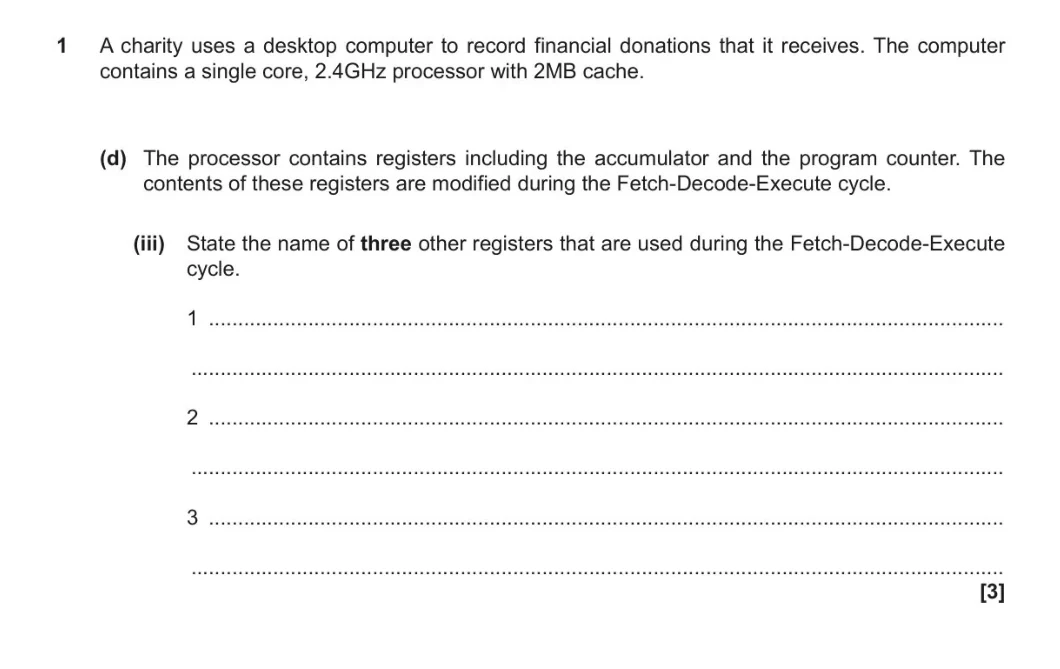 1 A charity uses a desktop computer to record financial donations that it receives. The computer
contains a single core, 2.4GHz processor with 2MB cache.
(d) The processor contains registers including the accumulator and the program counter. The
contents of these registers are modified during the Fetch-Decode-Execute cycle.
(iii) State the name of three other registers that are used during the Fetch-Decode-Execute
cycle.
1 ....................................................................................................................................
....................................................................................................................................
2 ....................................................................................................................................
....................................................................................................................................
3 ....................................................................................................................................
....................................................................................................................................
[3]